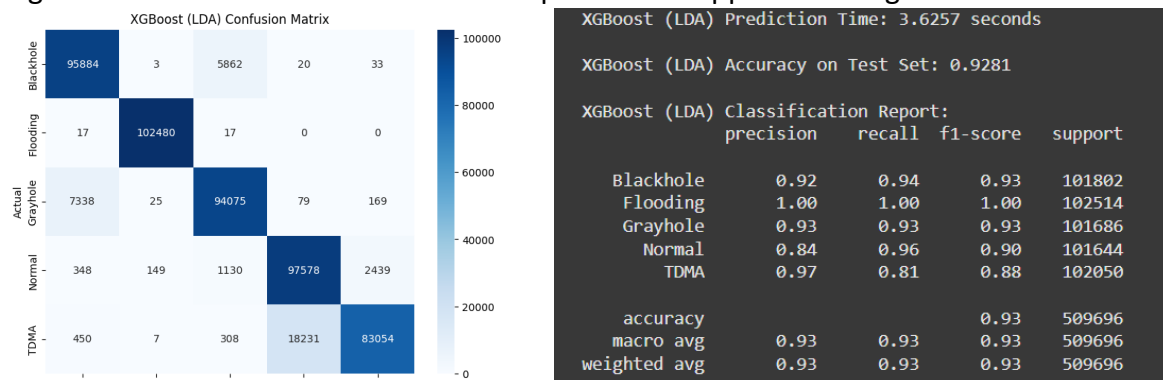 XGBoost (LDA) Confusion Matrix
Actual
Blackhole 95884 3 5862 20 33
Flooding 17 102480 17 0 0
Grayhole 7338 25 94075 79 169
Normal 348 149 1130 97578 2439
TDMA 450 7 308 18231 83054
100000
80000
60000
40000
20000
0
XGBoost (LDA) Prediction Time: 3.6257 seconds
XGBoost (LDA) Accuracy on Test Set: 0.9281
XGBoost (LDA) Classification Report:
precision recall f1-score support
Blackhole 0.92 0.94 0.93 101802
Flooding 1.00 1.00 1.00 102514
Grayhole 0.93 0.93 0.93 101686
Normal 0.84 0.96 0.90 101644
TDMA 0.97 0.81 0.88 102050
accuracy 0.93 509696
macro avg 0.93 0.93 0.93 509696
weighted avg 0.93 0.93 0.93 509696